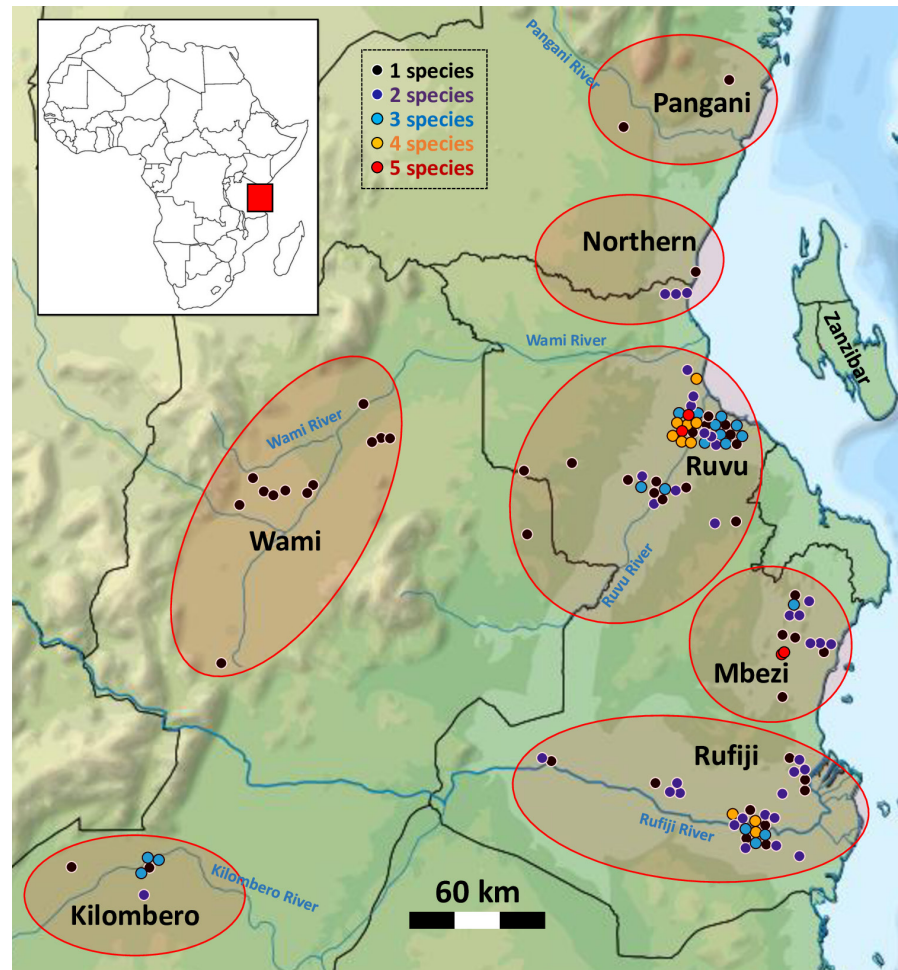 1 species
2 species
3 species
4 species
5 species
Pangani River
Pangani
Northern
Zanzibar
Wami River
Wami River
Ruvu
Wami
Ruvu River
Mbezi
Rufiji
Rufiji River
Kilombero River
60 km
Kilombero